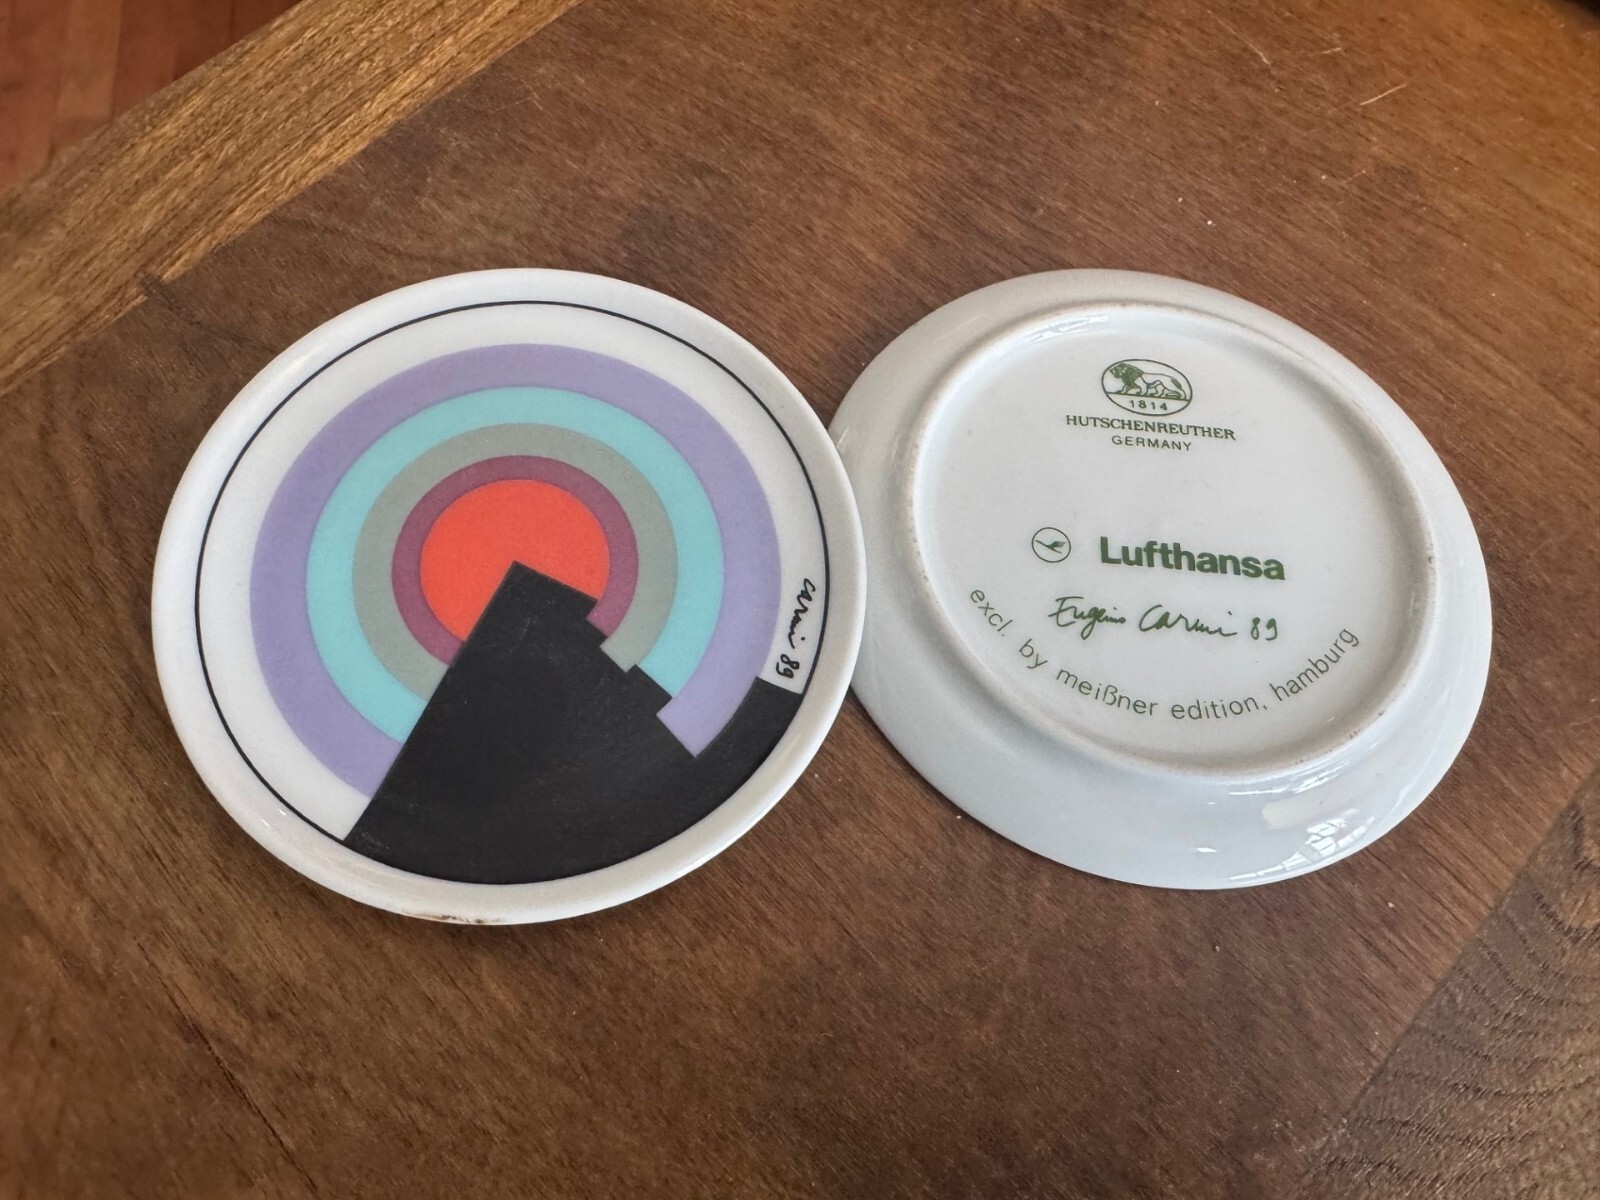 carmi 89
1814
HUTSCHENREUTHER
GERMANY
Lufthansa
Eugenio Carmi 89
excl. by meißner edition, hamburg